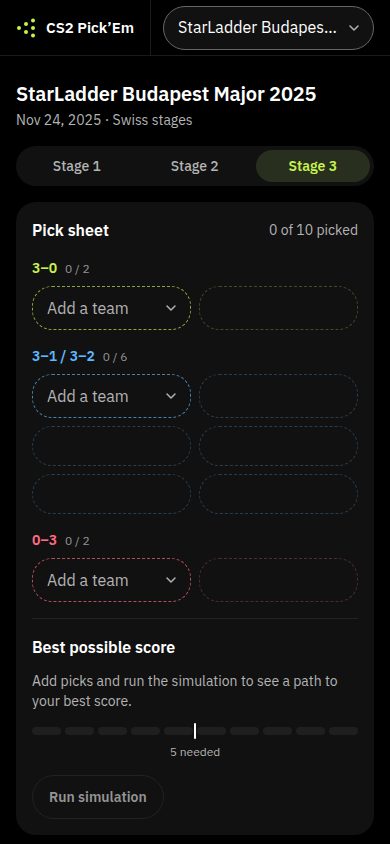 CS2 Pick’Em
StarLadder Budapes...
StarLadder Budapest Major 2025
Nov 24, 2025 · Swiss stages
Stage 1
Stage 2
Stage 3
Pick sheet
0 of 10 picked
3–0 0 / 2
Add a team
3–1 / 3–2 0 / 6
Add a team
0–3 0 / 2
Add a team
Best possible score
Add picks and run the simulation to see a path to
your best score.
5 needed
Run simulation